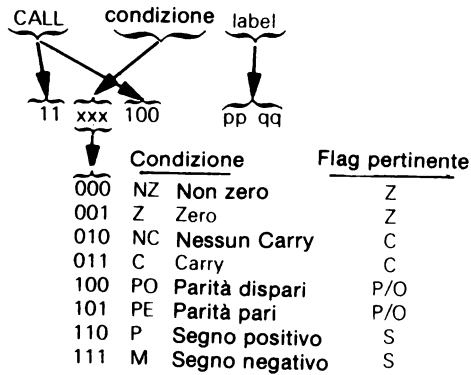 CALL condizione label
11 xxx 100 pp qq
Condizione Flag pertinente
000 NZ Non zero Z
001 Z Zero Z
010 NC Nessun Carry C
011 C Carry C
100 PO Parità dispari P/O
101 PE Parità pari P/O
110 P Segno positivo S
111 M Segno negativo S